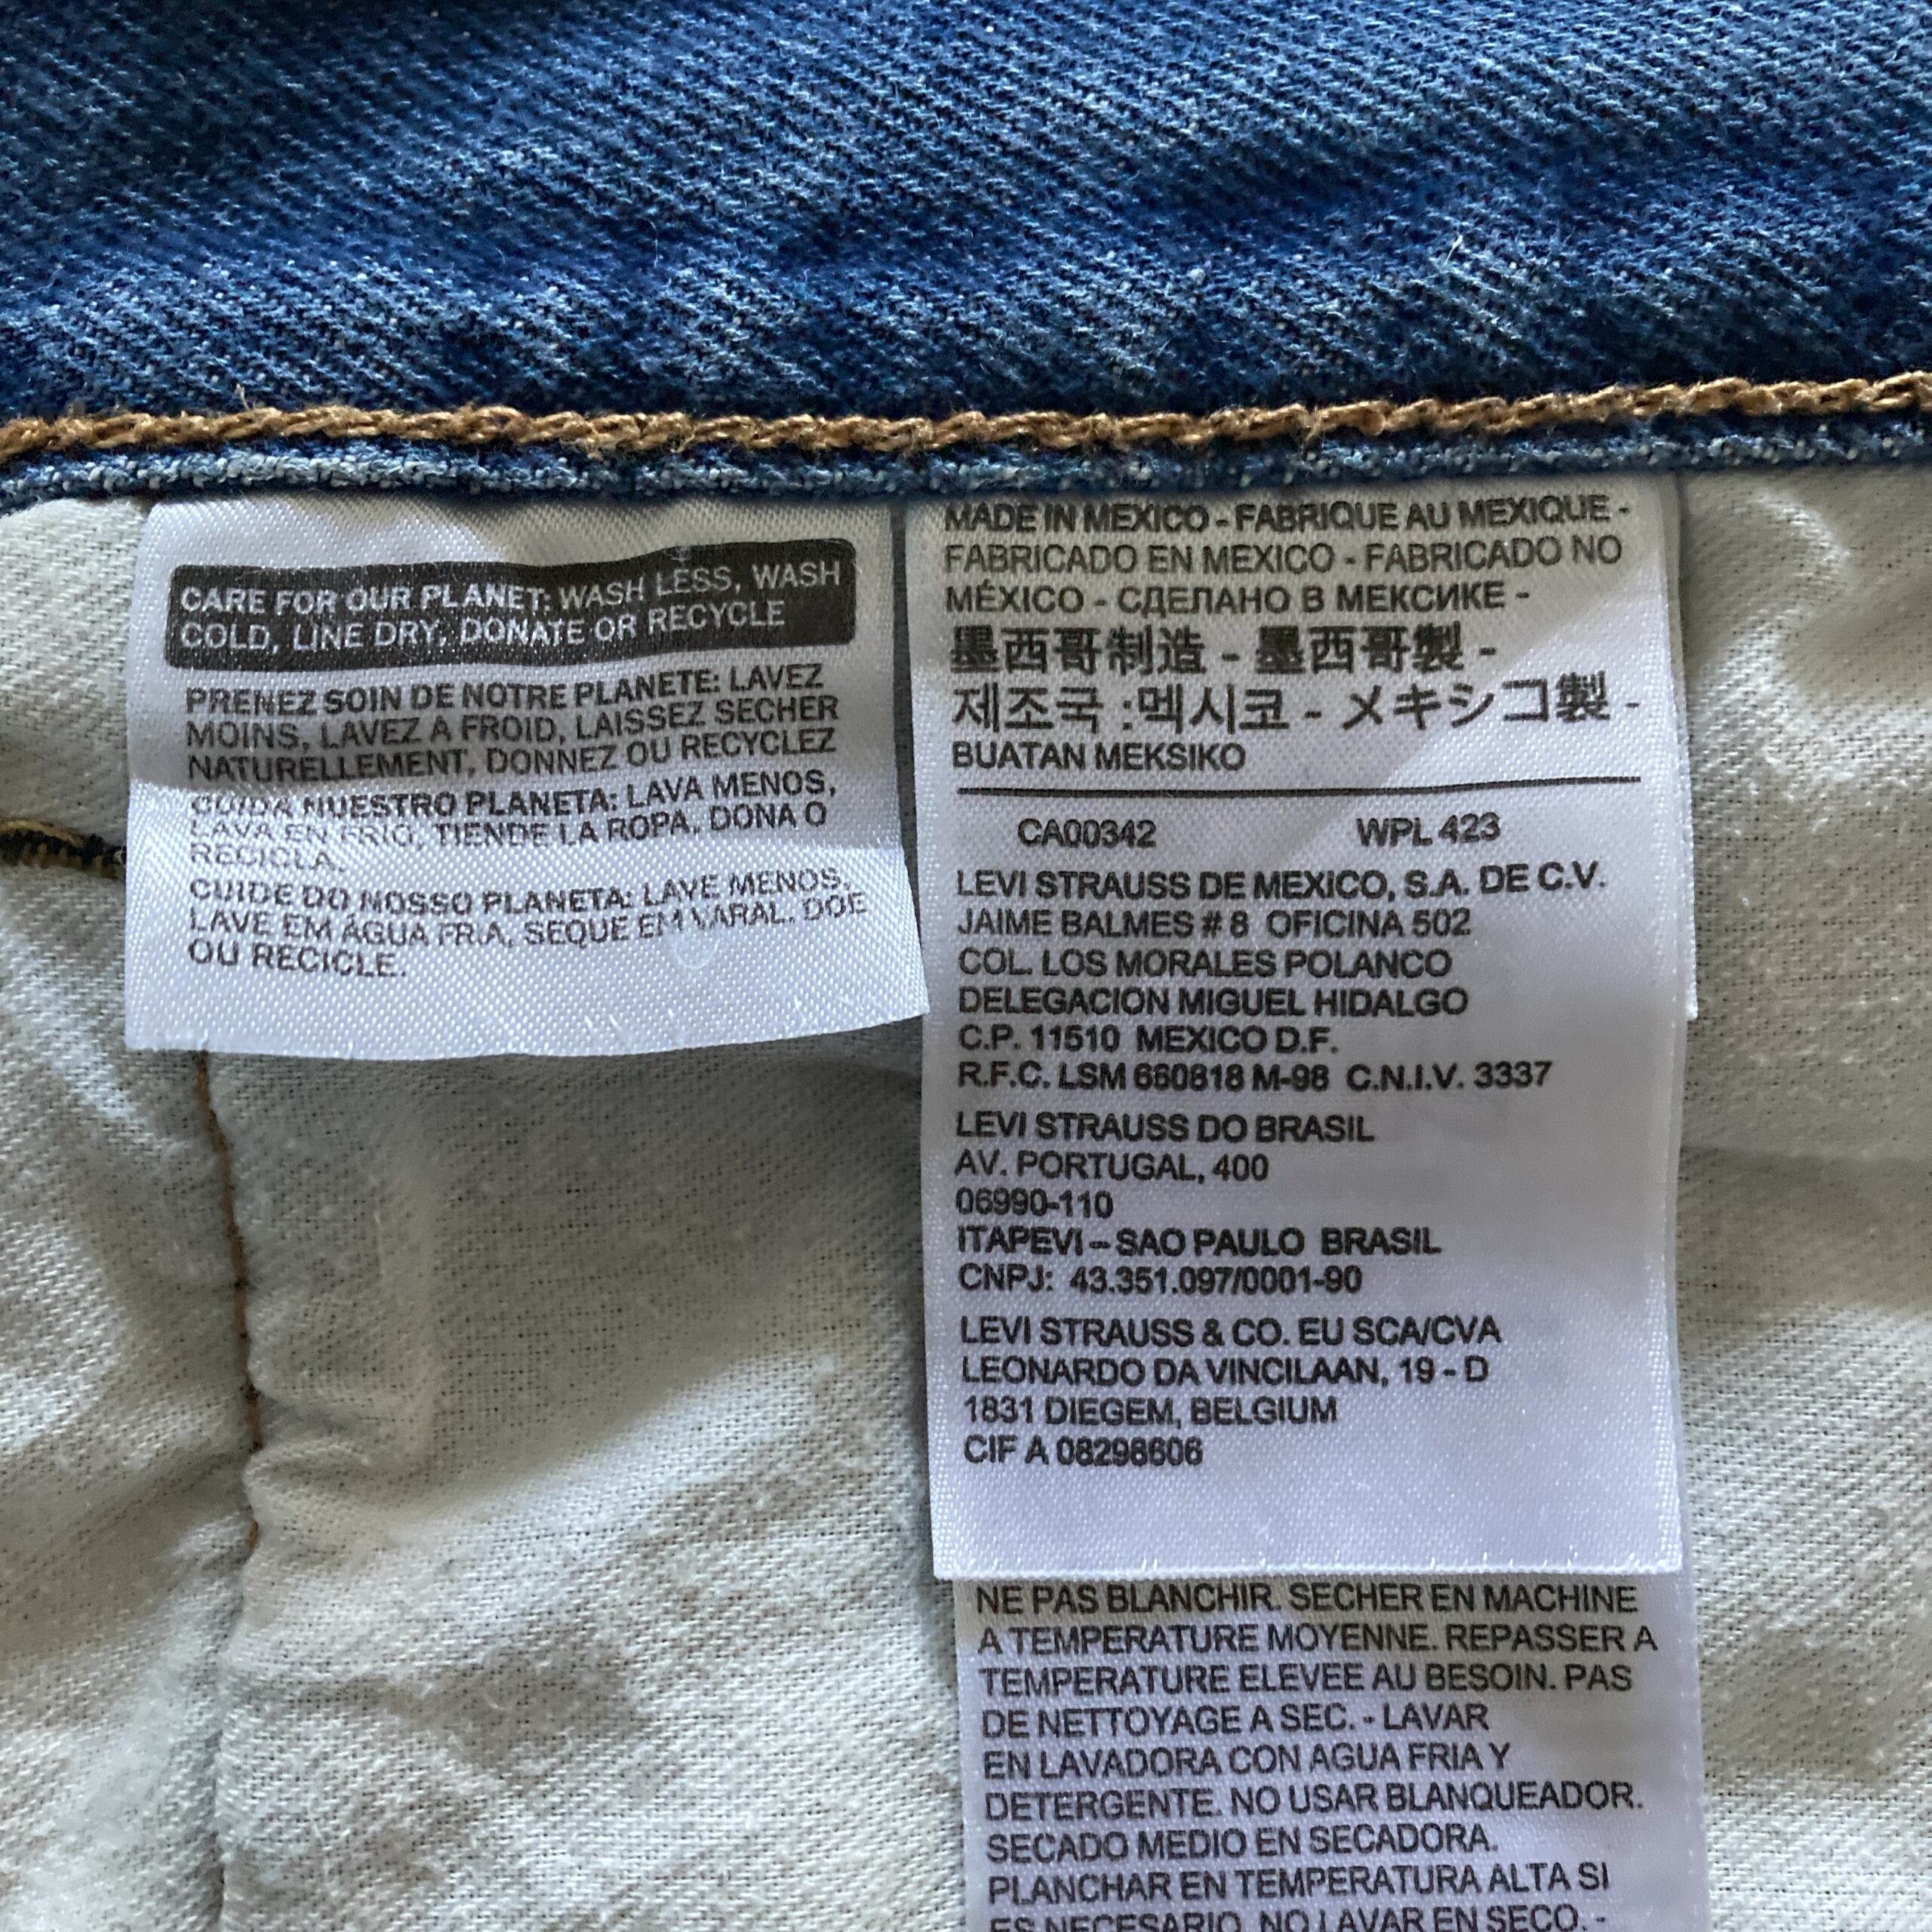 CARE FOR OUR PLANET: WASH LESS, WASH
COLD, LINE DRY, DONATE OR RECYCLE
PRENEZ SOIN DE NOTRE PLANETE: LAVEZ
MOINS, LAVEZ A FROID, LAISSEZ SECHER
NATURELLEMENT, DONNEZ OU RECYCLEZ
CUIDA NUESTRO PLANETA: LAVA MENOS,
LAVA EN FRIO, TIENDE LA ROPA, DONA O
RECICLA.
CUIDE DO NOSSO PLANETA: LAVE MENOS,
LAVE EM ÁGUA FRIA, SEQUE EM VARAL. DOE
OU RECICLE.
MADE IN MEXICO - FABRIQUE AU MEXIQUE -
FABRICADO EN MEXICO - FABRICADO NO
MÉXICO - СДЕЛАНО В МЕКСИКЕ -
墨西哥制造 - 墨西哥製 -
제조국 :멕시코 - メキシコ製 -
BUATAN MEKSIKO
CA00342 WPL 423
LEVI STRAUSS DE MEXICO, S.A. DE C.V.
JAIME BALMES # 8 OFICINA 502
COL. LOS MORALES POLANCO
DELEGACION MIGUEL HIDALGO
C.P. 11510 MEXICO D.F.
R.F.C. LSM 660818 M-98 C.N.I.V. 3337
LEVI STRAUSS DO BRASIL
AV. PORTUGAL, 400
06990-110
ITAPEVI – SAO PAULO BRASIL
CNPJ: 43.351.097/0001-90
LEVI STRAUSS & CO. EU SCA/CVA
LEONARDO DA VINCILAAN, 19 - D
1831 DIEGEM, BELGIUM
CIF A 08298606
NE PAS BLANCHIR. SECHER EN MACHINE
A TEMPERATURE MOYENNE. REPASSER A
TEMPERATURE ELEVEE AU BESOIN. PAS
DE NETTOYAGE A SEC. - LAVAR
EN LAVADORA CON AGUA FRIA Y
DETERGENTE. NO USAR BLANQUEADOR.
SECADO MEDIO EN SECADORA.
PLANCHAR EN TEMPERATURA ALTA SI
ES NECESARIO. NO LAVAR EN SECO. -